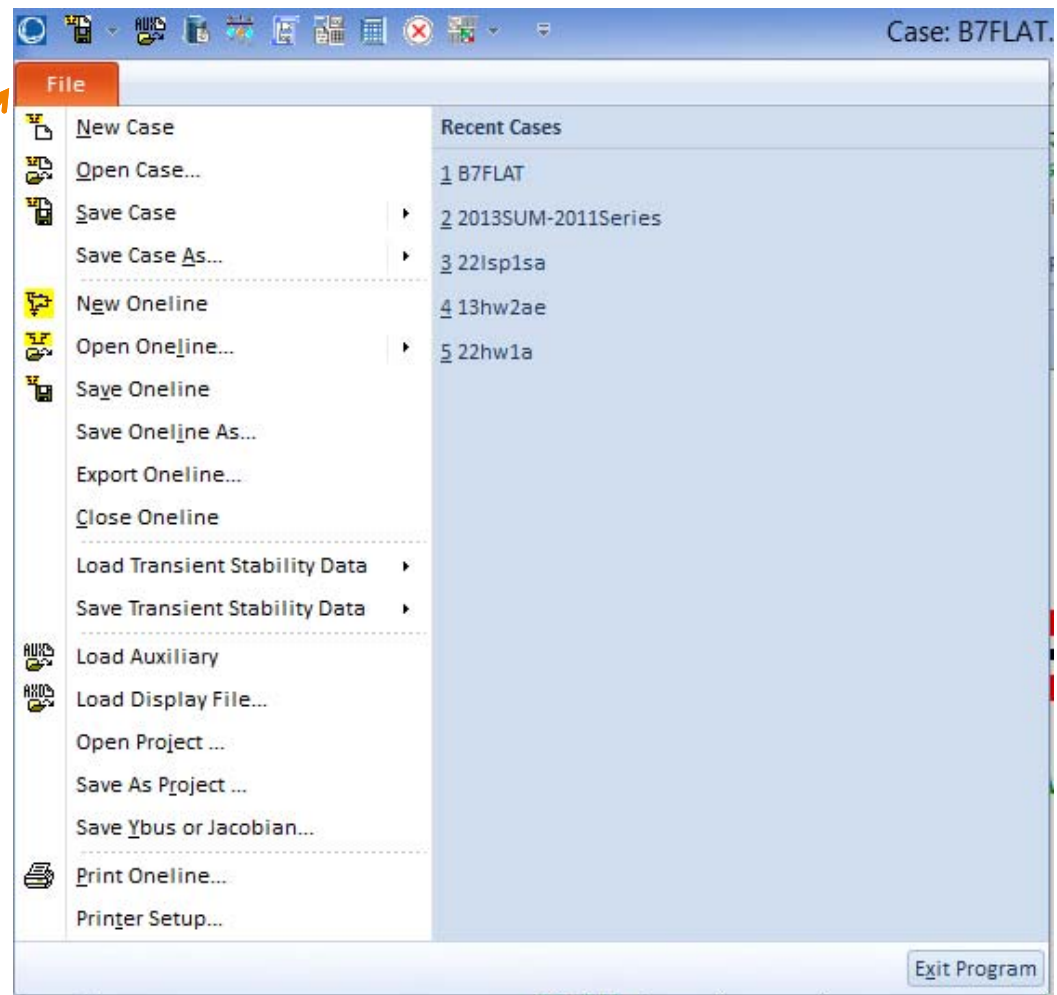 Case: B7FLAT.
File
New Case
Open Case...
Save Case
Save Case As...
New Oneline
Open Oneline...
Save Oneline
Save Oneline As...
Export Oneline...
Close Oneline
Load Transient Stability Data
Save Transient Stability Data
Load Auxiliary
Load Display File...
Open Project ...
Save As Project ...
Save Ybus or Jacobian...
Print Oneline...
Printer Setup...
Recent Cases
1 B7FLAT
2 2013SUM-2011Series
3 22lsp1sa
4 13hw2ae
5 22hw1a
Exit Program